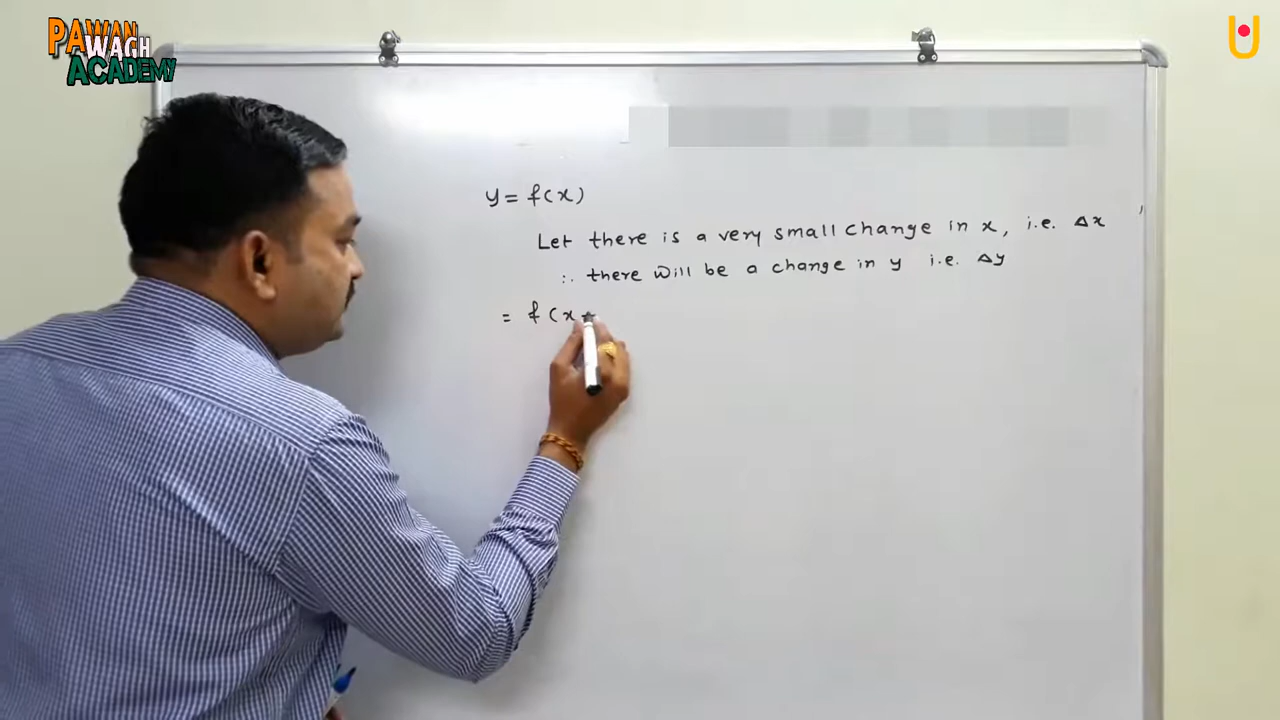 PAWAN
WAGH
ACADEMY
y = f(x)
Let there is a very small change in x, i.e. Δx
∴ there will be a change in y i.e. Δy
= f(x+